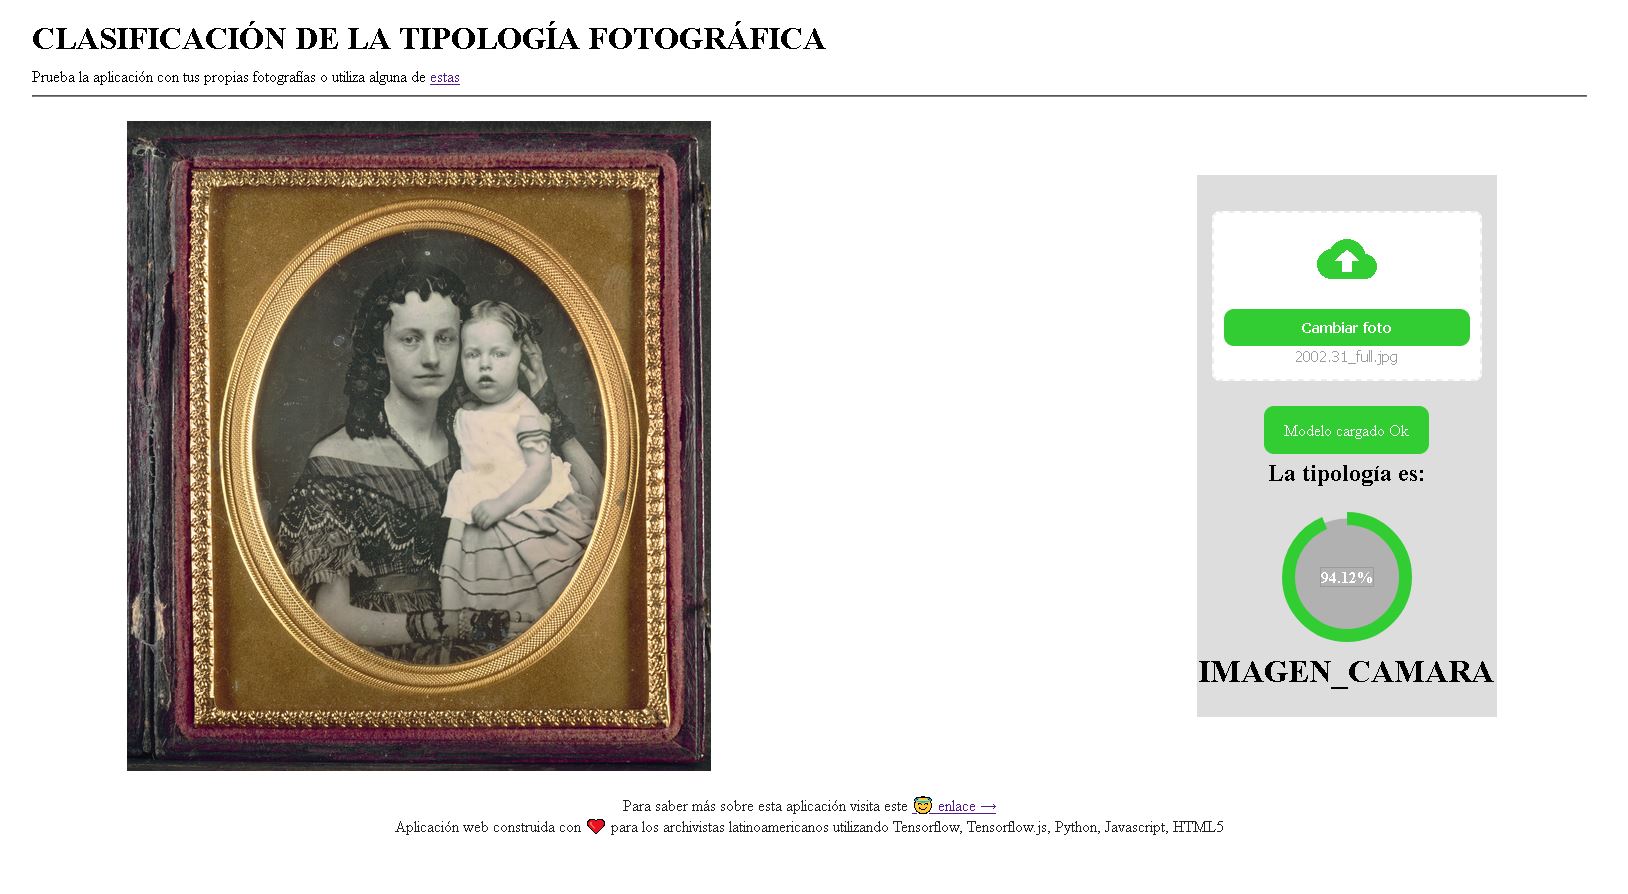 CLASIFICACIÓN DE LA TIPOLOGÍA FOTOGRÁFICA
Prueba la aplicación con tus propias fotografías o utiliza alguna de estas
Cambiar foto
2002.31_full.jpg
Modelo cargado Ok
La tipología es:
94.12%
IMAGEN_CAMARA
Para saber más sobre esta aplicación visita este 😇 enlace →
Aplicación web construida con ❤️ para los archivistas latinoamericanos utilizando Tensorflow, Tensorflow.js, Python, Javascript, HTML5